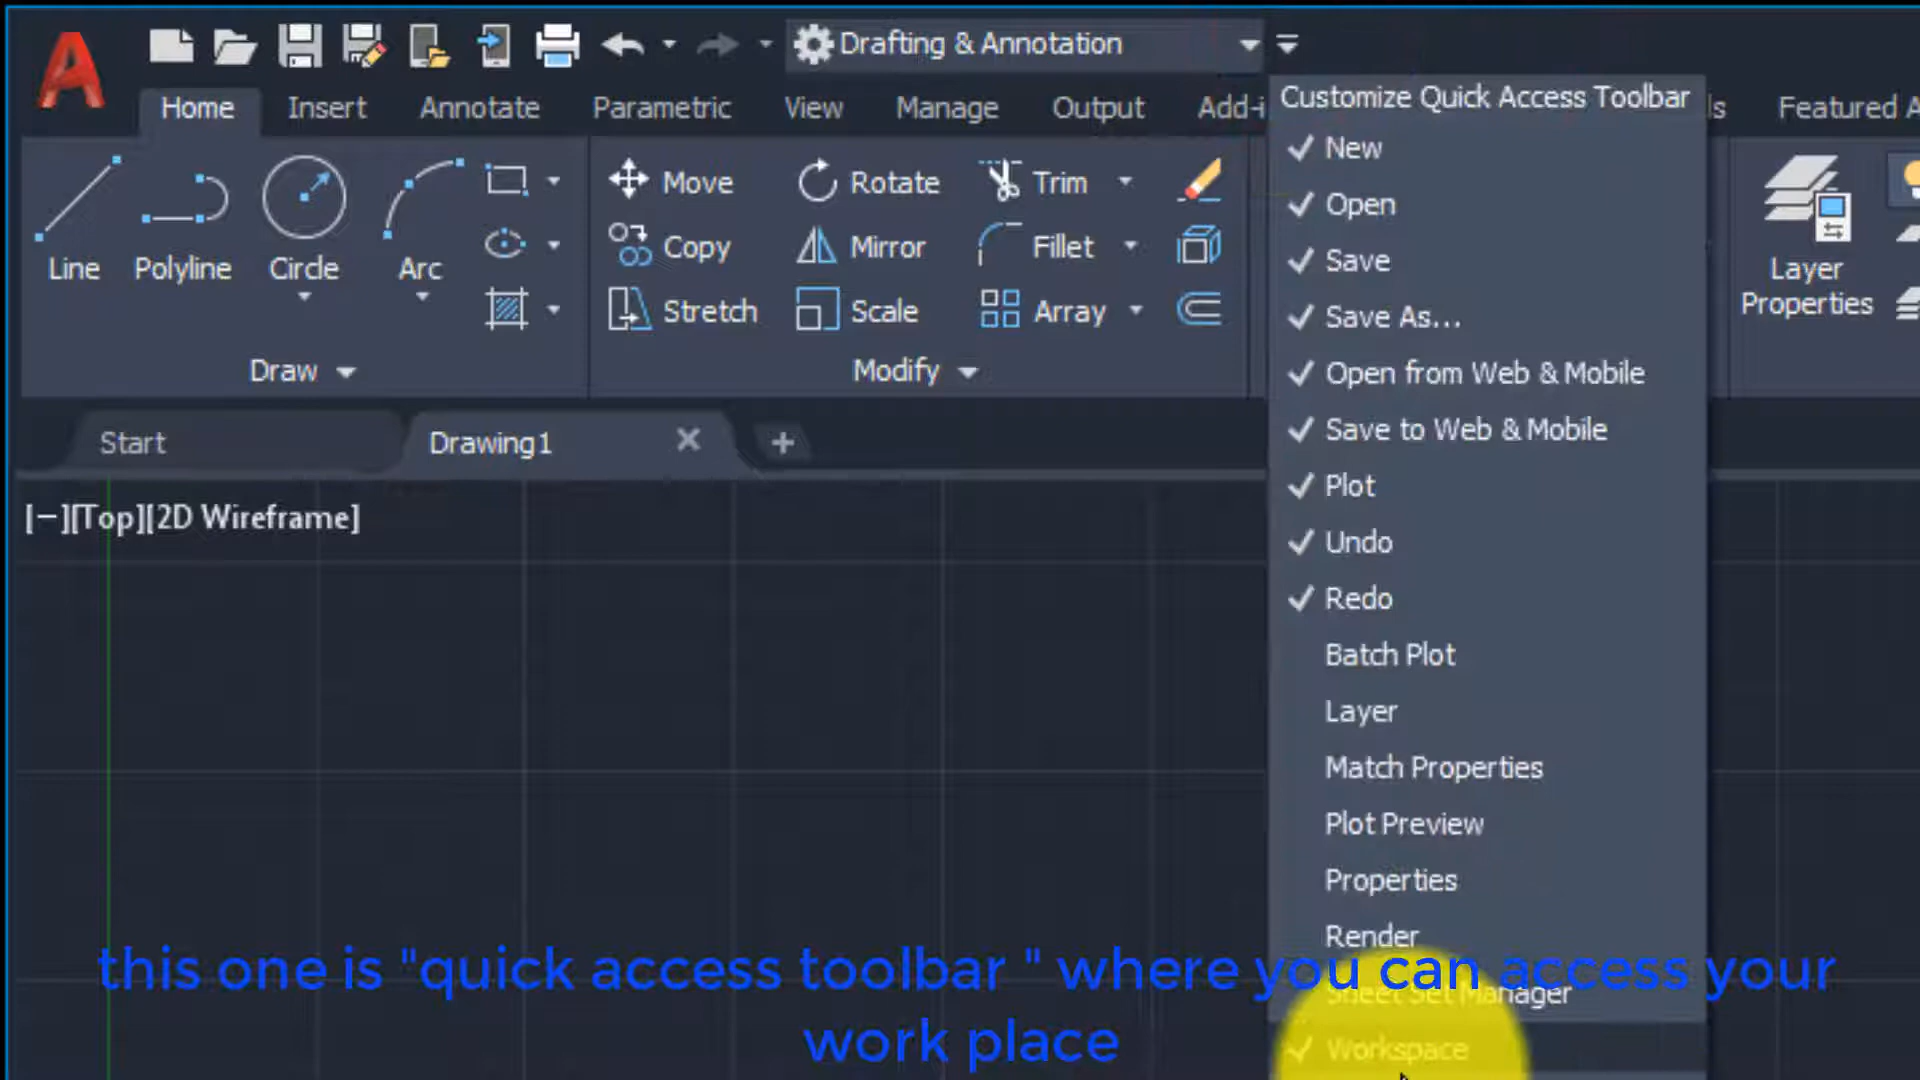 Drafting & Annotation
Home Insert Annotate Parametric View Manage Output Add-i
Customize Quick Access Toolbar
ls Featured A
Line Polyline Circle Arc
Move Rotate Trim
Copy Mirror Fillet
Stretch Scale Array
Draw
Modify
Layer
Properties
New
Open
Save
Save As...
Open from Web & Mobile
Save to Web & Mobile
Plot
Undo
Redo
Batch Plot
Layer
Match Properties
Plot Preview
Properties
Render
Sheet Set Manager
Workspace
Start Drawing1
[−][Top][2D Wireframe]
this one is "quick access toolbar " where you can access your
work place